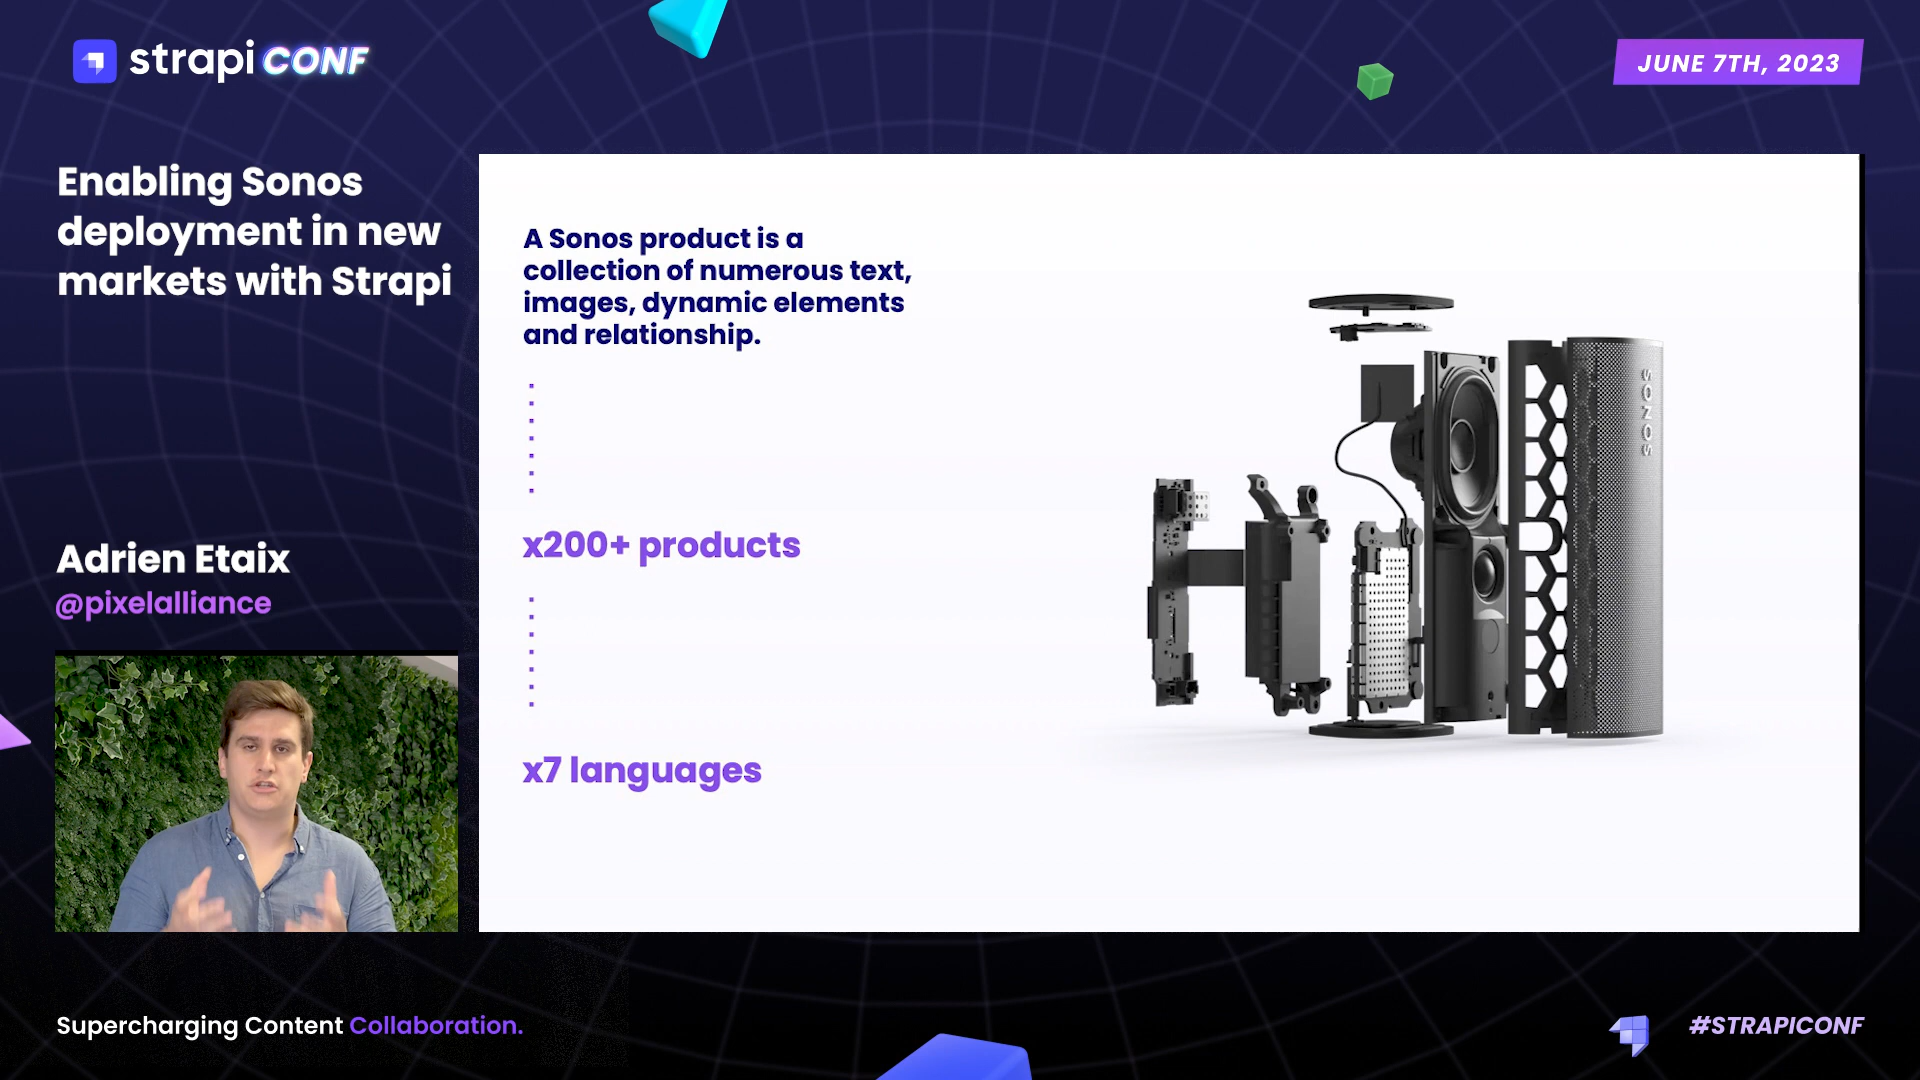 strapi CONF
JUNE 7TH, 2023
Enabling Sonos
deployment in new
markets with Strapi
Adrien Etaix
@pixelalliance
A Sonos product is a
collection of numerous text,
images, dynamic elements
and relationship.
x200+ products
x7 languages
SONOS
Supercharging Content Collaboration.
#STRAPICONF